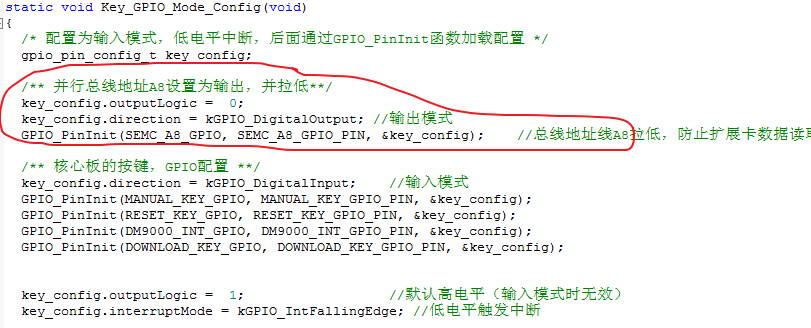 static void Key_GPIO_Mode_Config(void)
{
/* 配置为输入模式，低电平中断，后面通过GPIO_PinInit函数加载配置 */
gpio_pin_config_t key_config;
/** 并行总线地址A8设置为输出，并拉低**/
key_config.outputLogic = 0;
key_config.direction = kGPIO_DigitalOutput; //输出模式
GPIO_PinInit(SEMC_A8_GPIO, SEMC_A8_GPIO_PIN, &key_config); //总线地址线A8拉低，防止扩展卡数据读取
/** 核心板的按键，GPIO配置 **/
key_config.direction = kGPIO_DigitalInput; //输入模式
GPIO_PinInit(MANUAL_KEY_GPIO, MANUAL_KEY_GPIO_PIN, &key_config);
GPIO_PinInit(RESET_KEY_GPIO, RESET_KEY_GPIO_PIN, &key_config);
GPIO_PinInit(DM9000_INT_GPIO, DM9000_INT_GPIO_PIN, &key_config);
GPIO_PinInit(DOWNLOAD_KEY_GPIO, DOWNLOAD_KEY_GPIO_PIN, &key_config);
key_config.outputLogic = 1; //默认高电平（输入模式时无效）
key_config.interruptMode = kGPIO_IntFallingEdge; //低电平触发中断